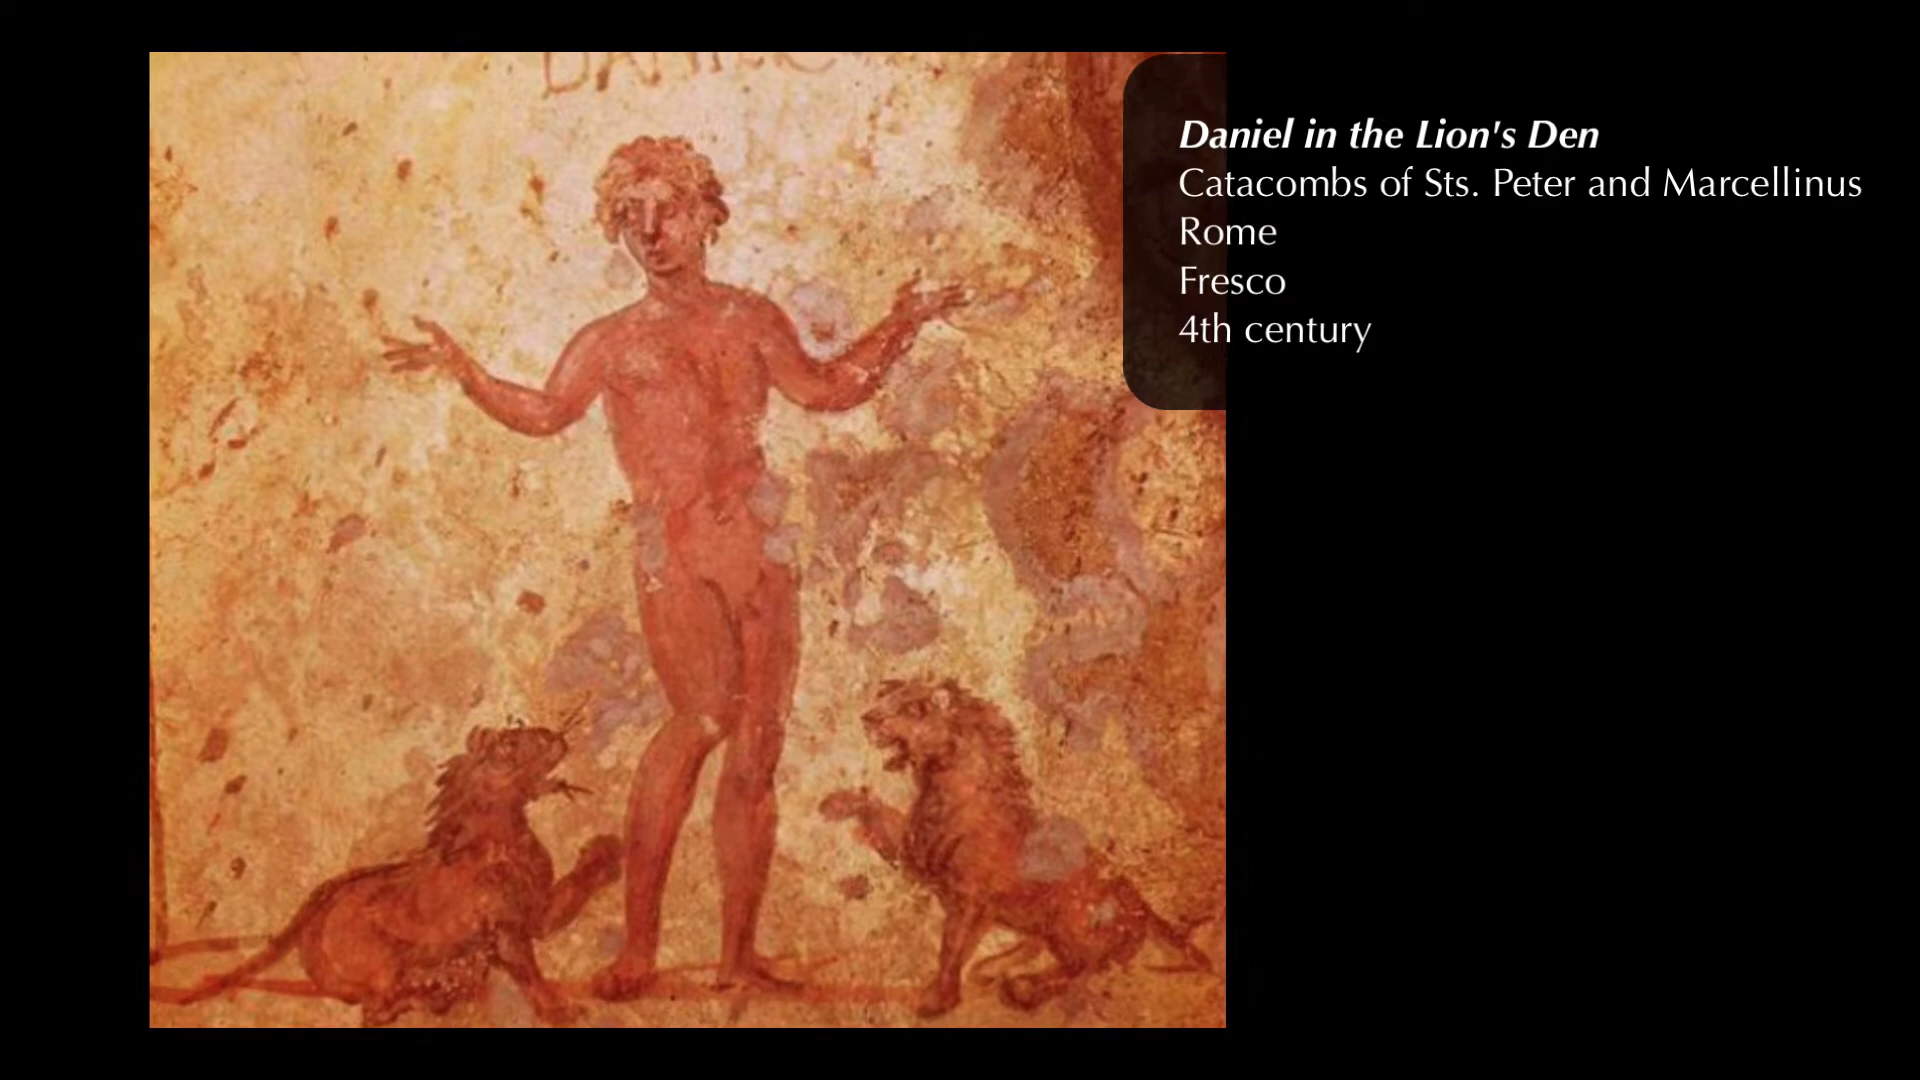 Daniel in the Lion's Den
Catacombs of Sts. Peter and Marcellinus
Rome
Fresco
4th century